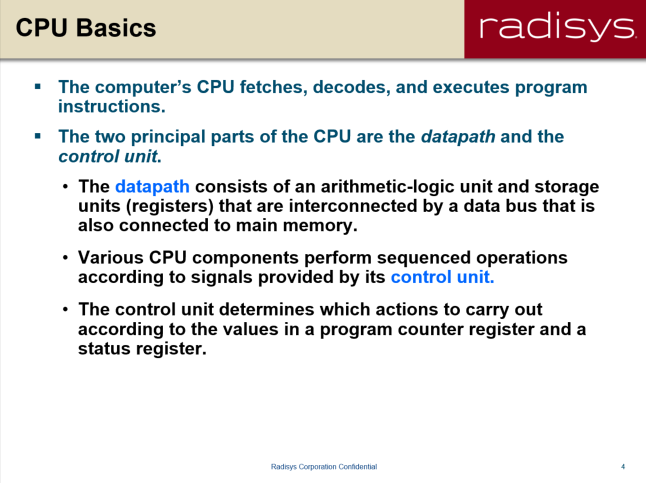 CPU Basics
radisys.
▪ The computer's CPU fetches, decodes, and executes program
instructions.
▪ The two principal parts of the CPU are the datapath and the
control unit.
• The datapath consists of an arithmetic-logic unit and storage
units (registers) that are interconnected by a data bus that is
also connected to main memory.
• Various CPU components perform sequenced operations
according to signals provided by its control unit.
• The control unit determines which actions to carry out
according to the values in a program counter register and a
status register.
Radisys Corporation Confidential
4